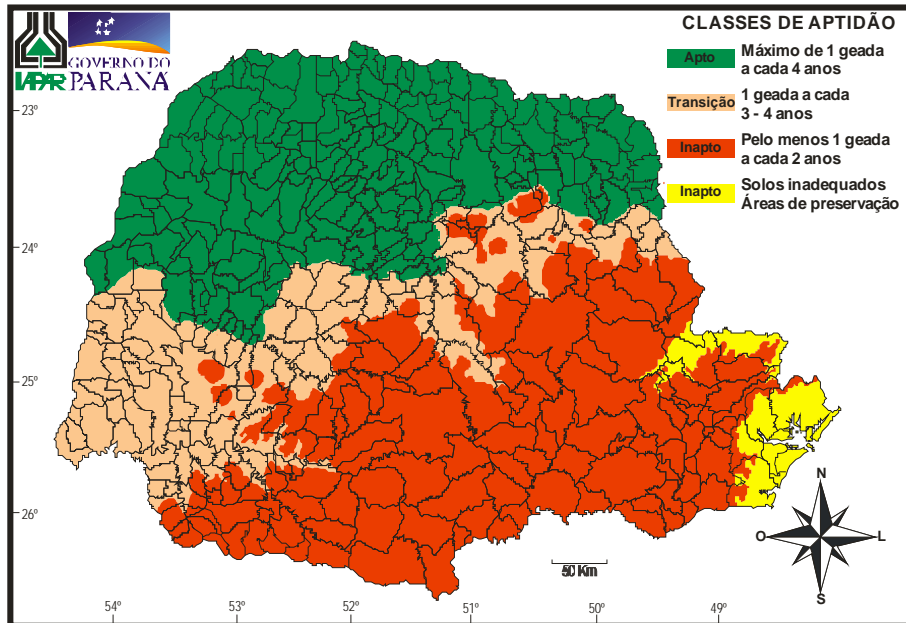 IAPAR
GOVERNO DO
PARANÁ
CLASSES DE APTIDÃO
Apto
Máximo de 1 geada
a cada 4 anos
Transição
1 geada a cada
3 - 4 anos
Inapto
Pelo menos 1 geada
a cada 2 anos
Inapto
Solos inadequados
Áreas de preservação
23°
24°
25°
26°
N
O
L
S
50 Km
54°
53°
52°
51°
50°
49°